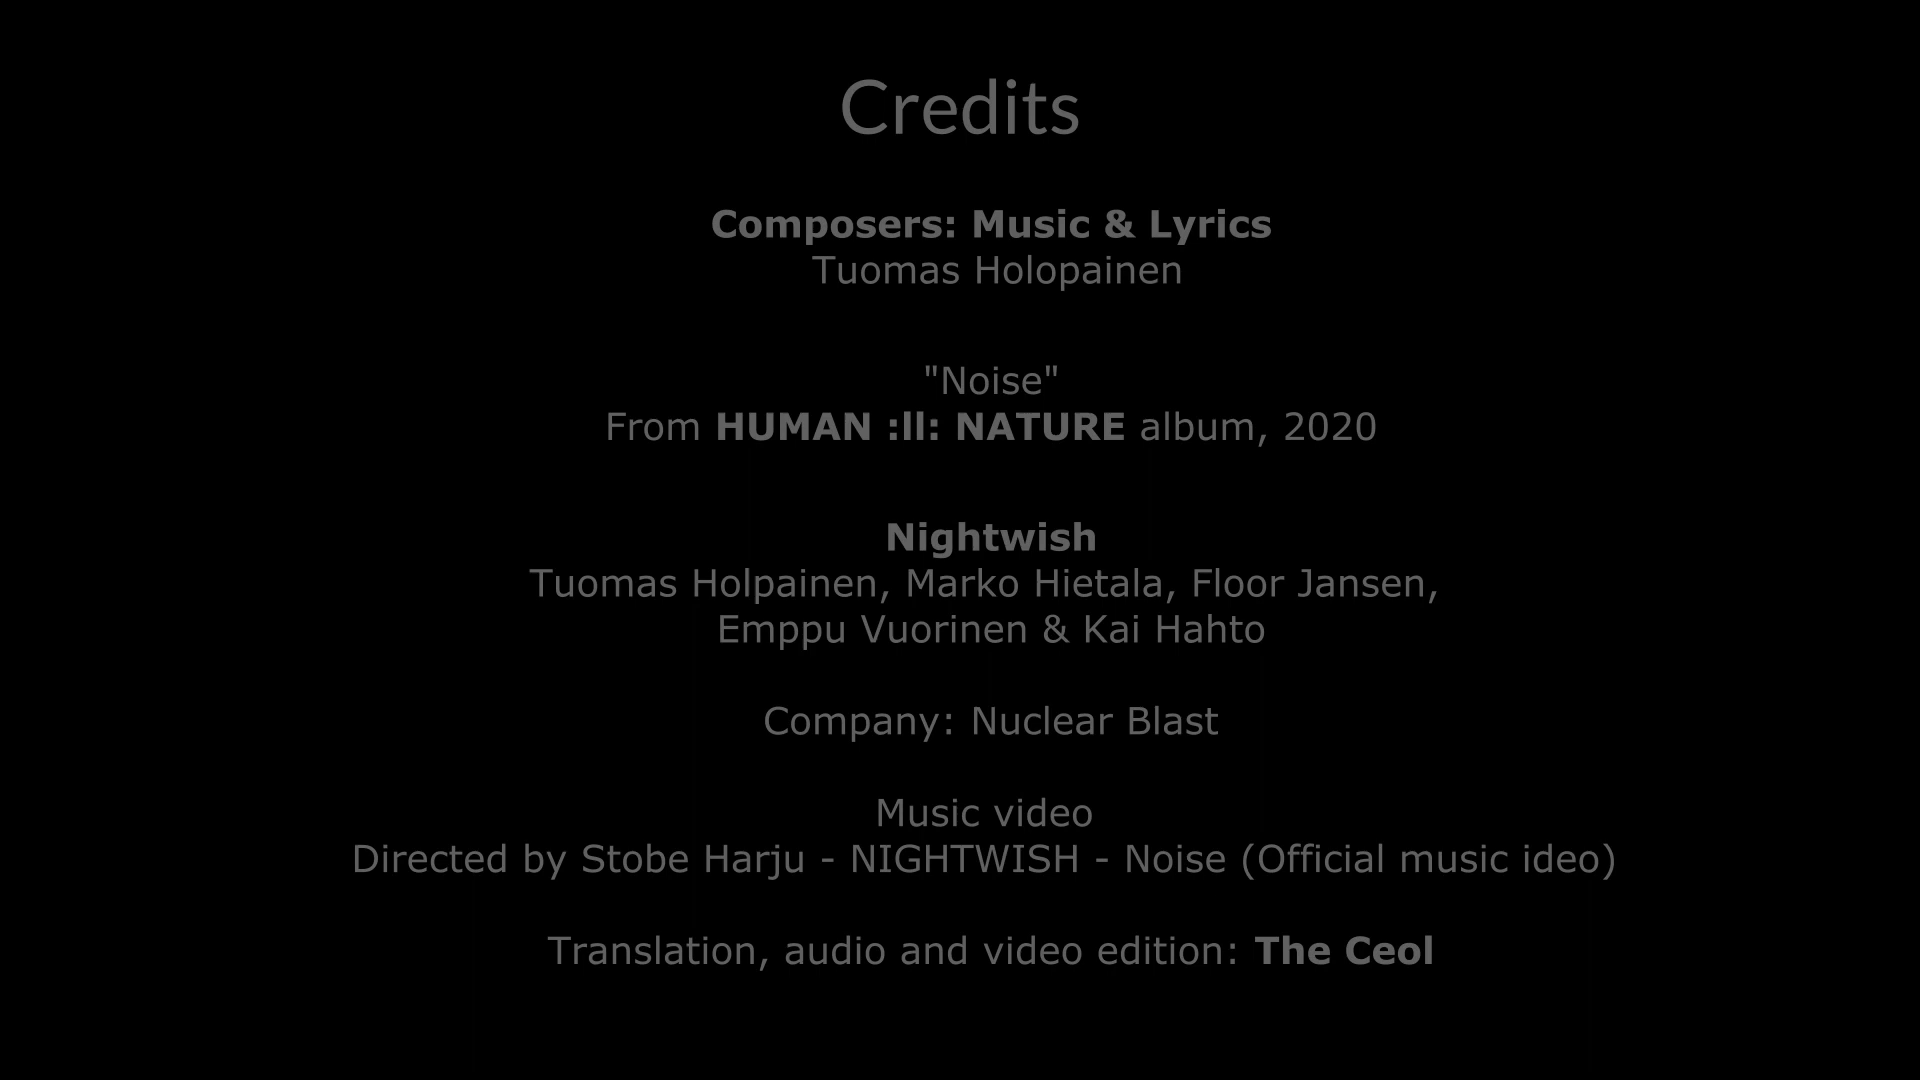 Credits
Composers: Music & Lyrics
Tuomas Holopainen
"Noise"
From HUMAN :ll: NATURE album, 2020
Nightwish
Tuomas Holpainen, Marko Hietala, Floor Jansen,
Emppu Vuorinen & Kai Hahto
Company: Nuclear Blast
Music video
Directed by Stobe Harju - NIGHTWISH - Noise (Official music ideo)
Translation, audio and video edition: The Ceol